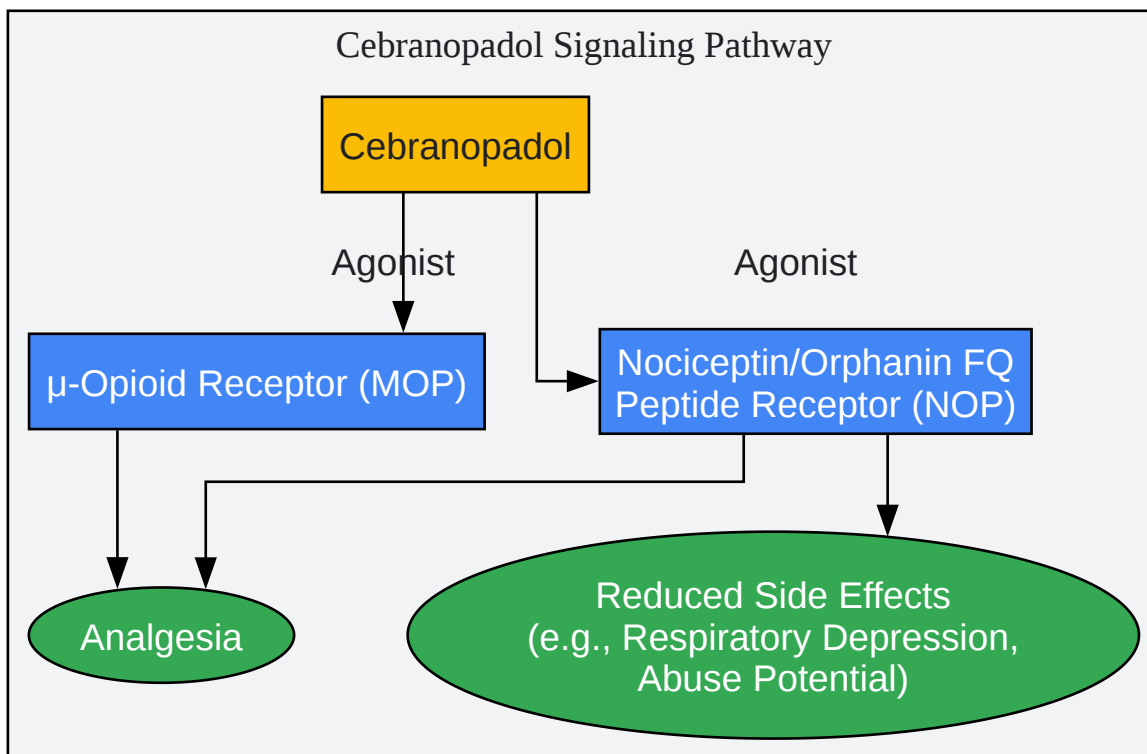 Cebranopadol Signaling Pathway
Cebranopadol
Agonist
Agonist
μ-Opioid Receptor (MOP)
Nociceptin/Orphanin FQ
Peptide Receptor (NOP)
Analgesia
Reduced Side Effects
(e.g., Respiratory Depression,
Abuse Potential)